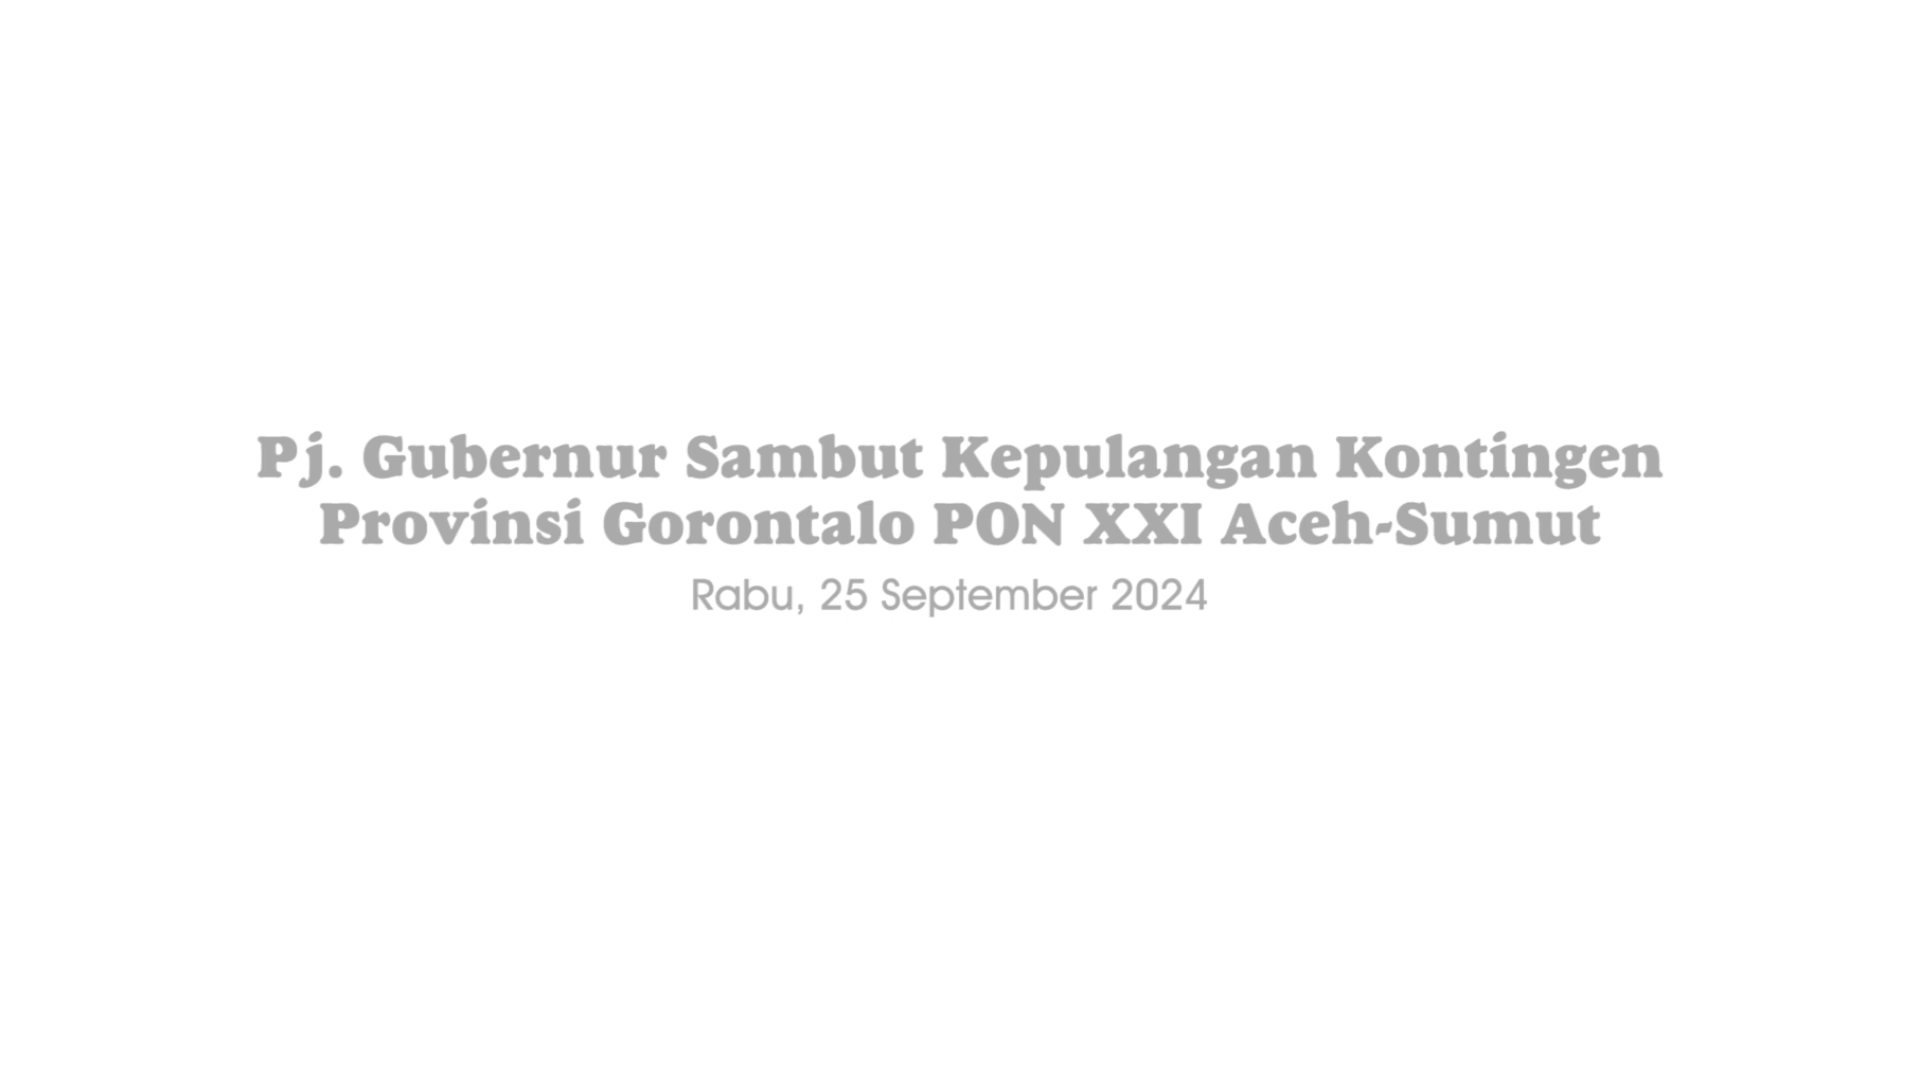 Pj. Gubernur Sambut Kepulangan Kontingen
Provinsi Gorontalo PON XXI Aceh-Sumut
Rabu, 25 September 2024